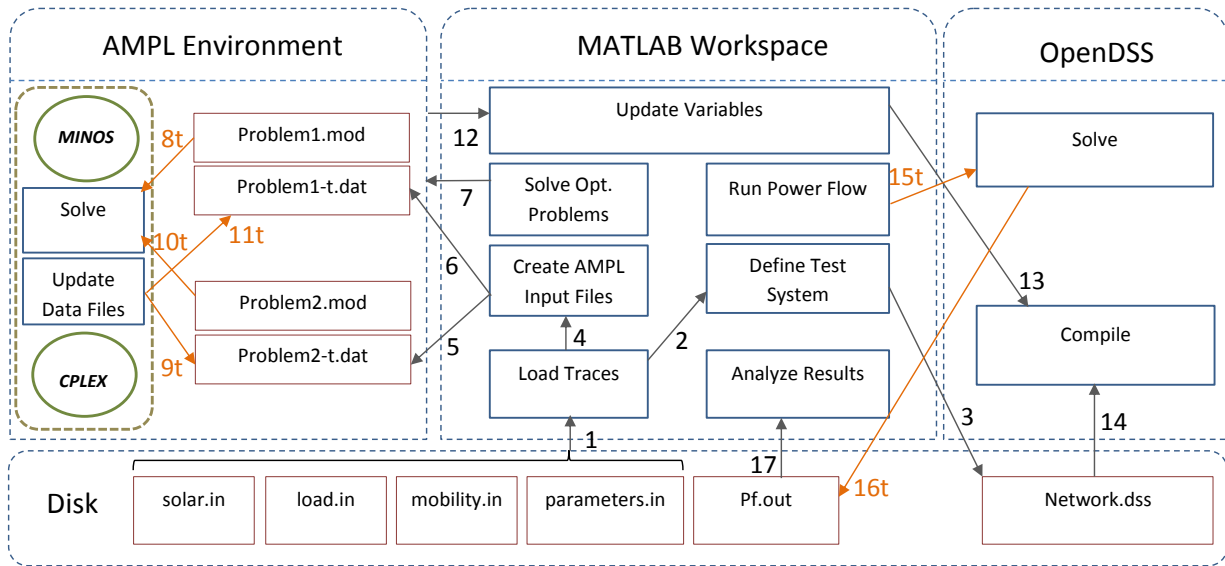 AMPL Environment
MATLAB Workspace
OpenDSS
MINOS
8t
Problem1.mod
Problem1-t.dat
Solve
10t
11t
Update
Data Files
Problem2.mod
Problem2-t.dat
9t
CPLEX
12
7
6
5
Update Variables
Solve Opt.
Problems
Run Power Flow
15t
Create AMPL
Input Files
Define Test
System
4
2
Load Traces
Analyze Results
Solve
13
Compile
3
14
1
17
16t
Disk
solar.in
load.in
mobility.in
parameters.in
Pf.out
Network.dss